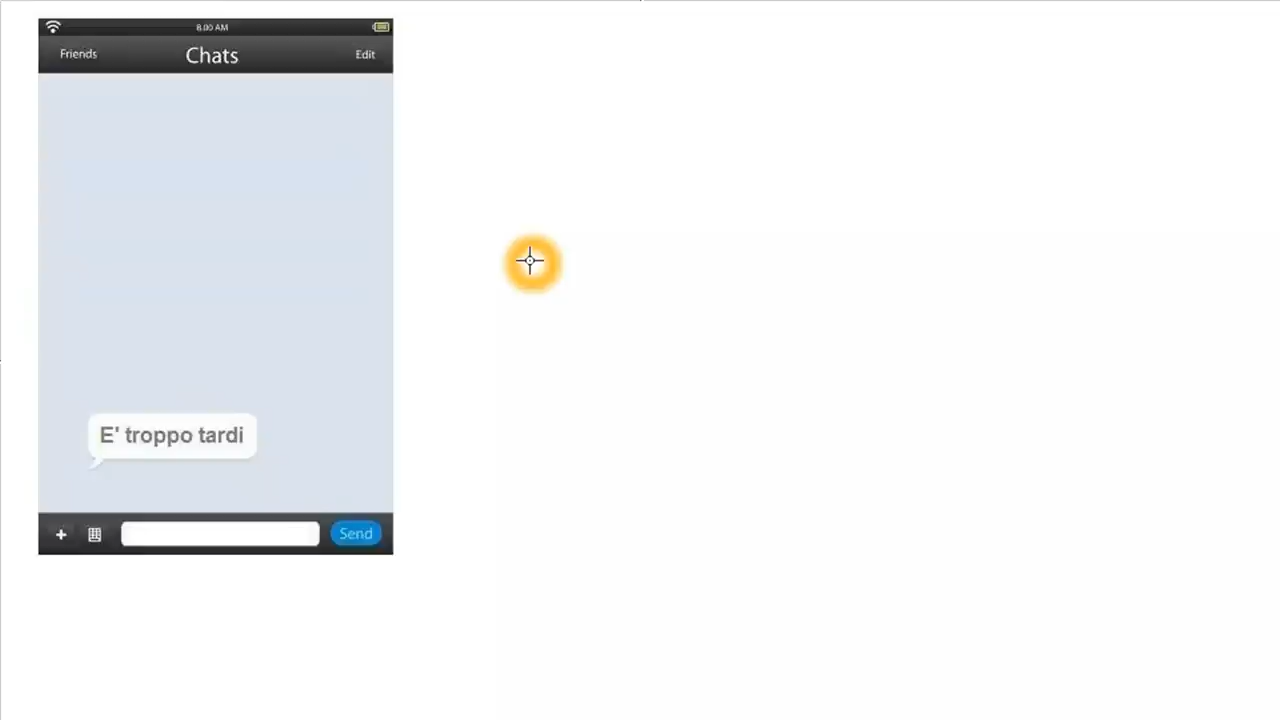 8.00 AM
Friends
Chats
Edit
E' troppo tardi
Send